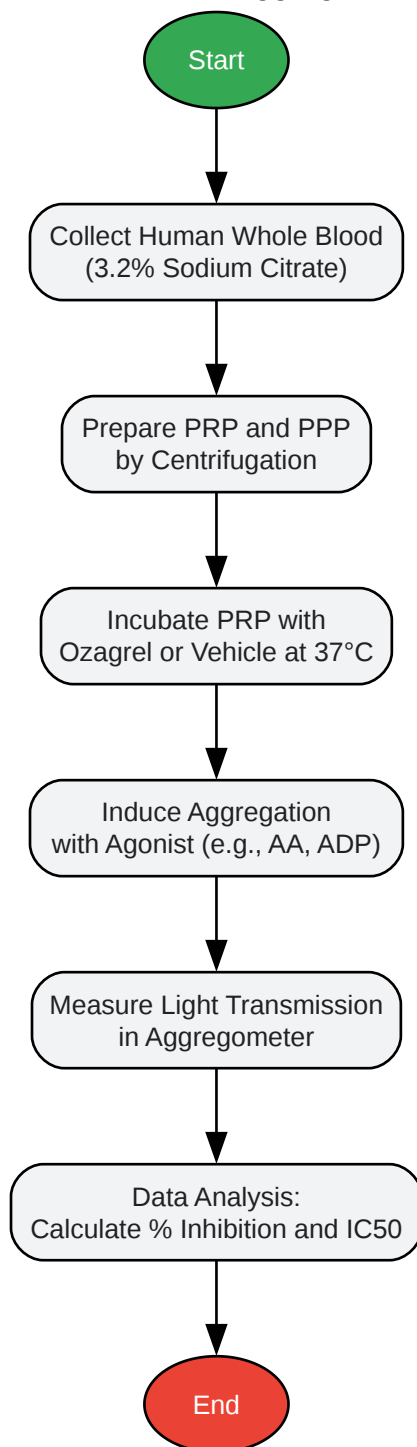 Start
Collect Human Whole Blood
(3.2% Sodium Citrate)
Prepare PRP and PPP
by Centrifugation
Incubate PRP with
Ozagrel or Vehicle at 37°C
Induce Aggregation
with Agonist (e.g., AA, ADP)
Measure Light Transmission
in Aggregometer
Data Analysis:
Calculate % Inhibition and IC50
End